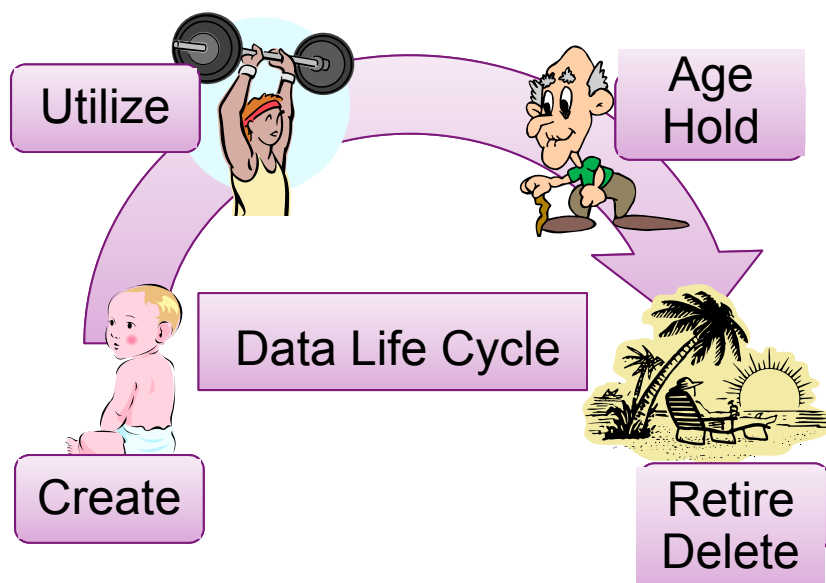 Utilize
Age
Hold
Data Life Cycle
Create
Retire
Delete